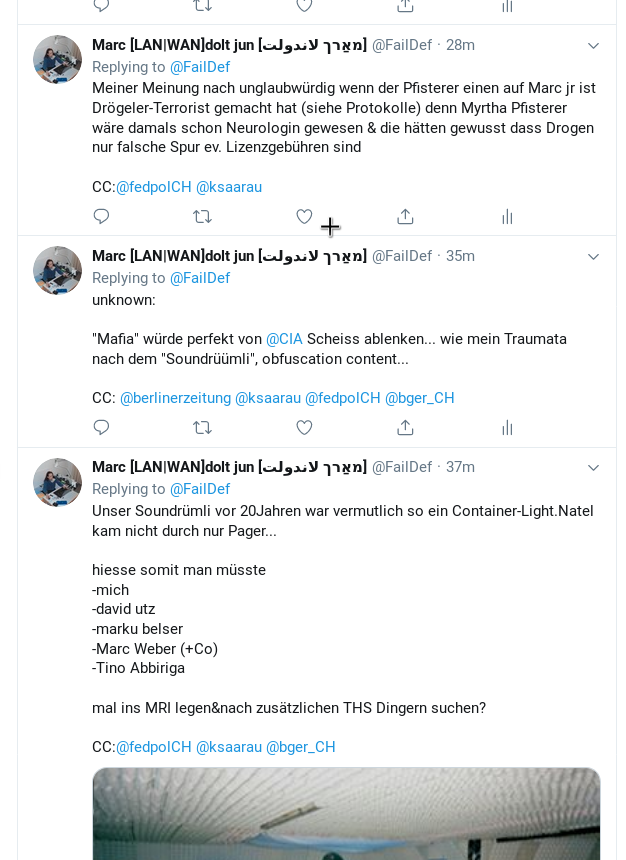 Marc [LAN|WAN]dolt jun [מאַרך לاندولت] @FailDef · 28m
Replying to @FailDef
Meiner Meinung nach unglaubwürdig wenn der Pfisterer einen auf Marc jr ist
Drögeler-Terrorist gemacht hat (siehe Protokolle) denn Myrtha Pfisterer
wäre damals schon Neurologin gewesen & die hätten gewusst dass Drogen
nur falsche Spur ev. Lizenzgebühren sind
CC:@fedpolCH @ksaarau
Marc [LAN|WAN]dolt jun [מאַרך לاندولت] @FailDef · 35m
Replying to @FailDef
unknown:
"Mafia" würde perfekt von @CIA Scheiss ablenken... wie mein Traumata
nach dem "Soundrüümli", obfuscation content...
CC: @berlinerzeitung @ksaarau @fedpolCH @bger_CH
Marc [LAN|WAN]dolt jun [מאַרך לاندولت] @FailDef · 37m
Replying to @FailDef
Unser Soundrümli vor 20Jahren war vermutlich so ein Container-Light.Natel
kam nicht durch nur Pager...
hiesse somit man müsste
-mich
-david utz
-marku belser
-Marc Weber (+Co)
-Tino Abbiriga
mal ins MRI legen&nach zusätzlichen THS Dingern suchen?
CC:@fedpolCH @ksaarau @bger_CH